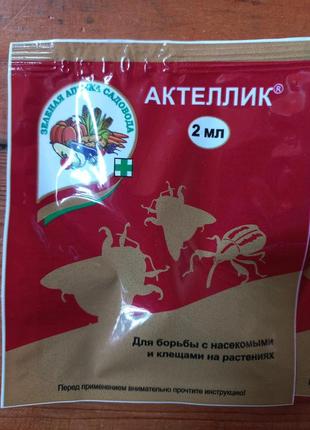 ЗЕЛЕНАЯ АПТЕКА САДОВОДА
АКТЕЛЛИК®
2 мл
Для борьбы с насекомыми
и клещами на растениях
Перед применением внимательно прочтите инструкцию!